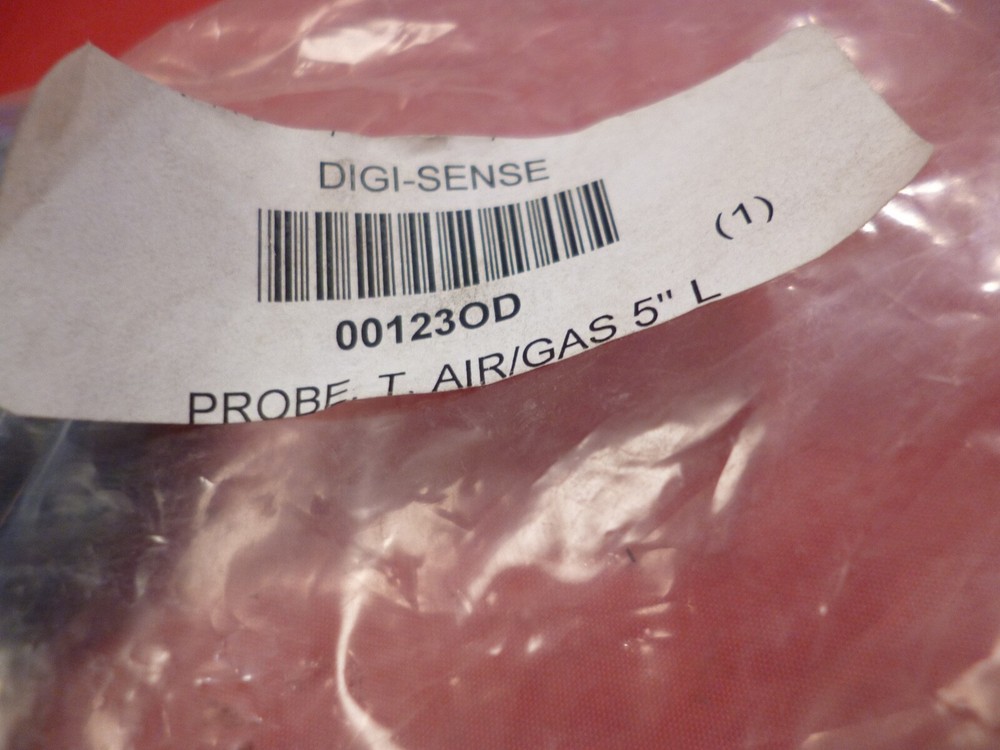 DIGI-SENSE
(1)
00123OD
PROBE, T, AIR/GAS 5" L